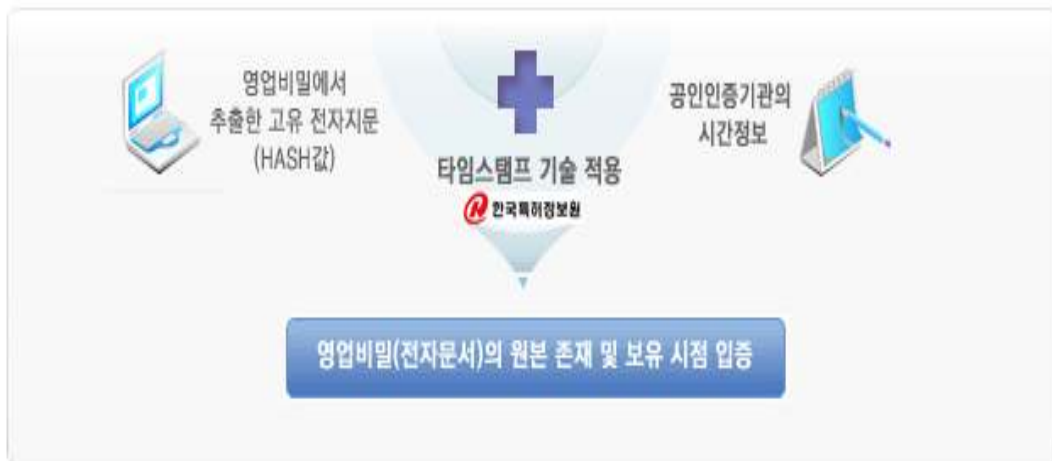 영업비밀에서
추출한 고유 전자지문
(HASH값)
타임스탬프 기술 적용
한국특허정보원
공인인증기관의
시간정보
영업비밀(전자문서)의 원본 존재 및 보유 시점 입증